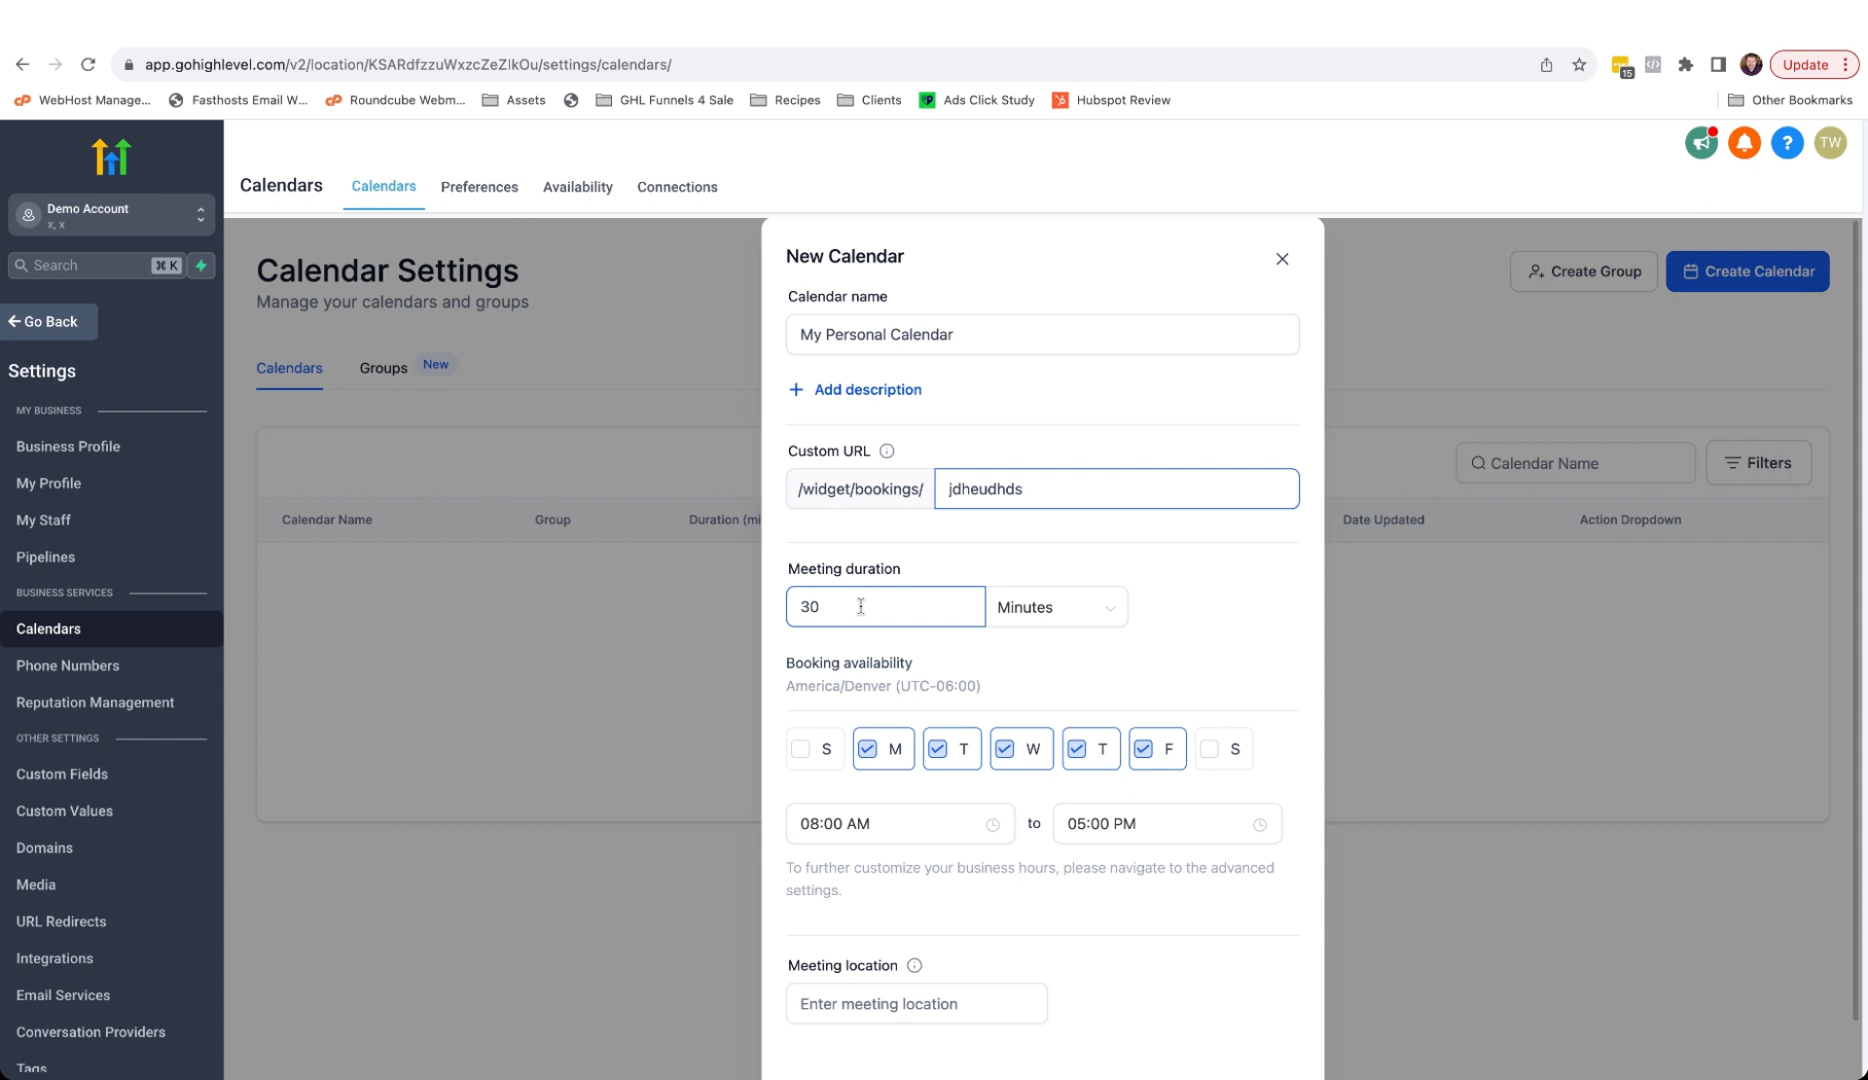 app.gohighlevel.com/v2/location/KSARdfzzuWxzcZeZlkOu/settings/calendars/
15
Update
WebHost Manage...
Fasthosts Email W...
Roundcube Webm...
Assets
GHL Funnels 4 Sale
Recipes
Clients
Ads Click Study
Hubspot Review
Other Bookmarks
Calendars
Calendars
Preferences
Availability
Connections
?
TW
Demo Account
x, x
Search
⌘ K
Go Back
Settings
MY BUSINESS
Business Profile
My Profile
My Staff
Pipelines
BUSINESS SERVICES
Calendars
Phone Numbers
Reputation Management
OTHER SETTINGS
Custom Fields
Custom Values
Domains
Media
URL Redirects
Integrations
Email Services
Conversation Providers
Tags
Calendar Settings
Manage your calendars and groups
Create Group
Create Calendar
Calendars
Groups
New
Calendar Name
Filters
Calendar Name
Group
Duration (mi
Date Updated
Action Dropdown
New Calendar
Calendar name
My Personal Calendar
+ Add description
Custom URL
/widget/bookings/
jdheudhds
Meeting duration
30
Minutes
Booking availability
America/Denver (UTC-06:00)
S
M
T
W
T
F
S
08:00 AM
to
05:00 PM
To further customize your business hours, please navigate to the advanced
settings.
Meeting location
Enter meeting location